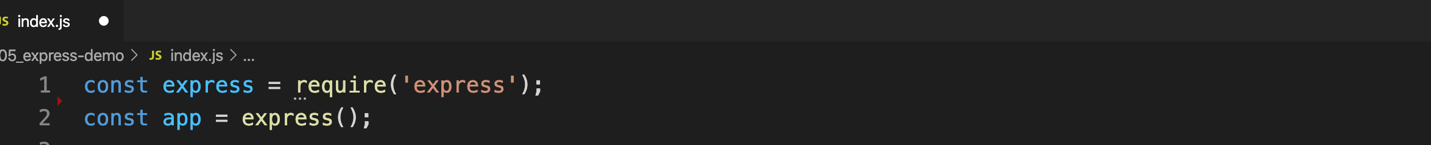 JS index.js
05_express-demo > JS index.js > ...
1 const express = require('express');
2 const app = express();